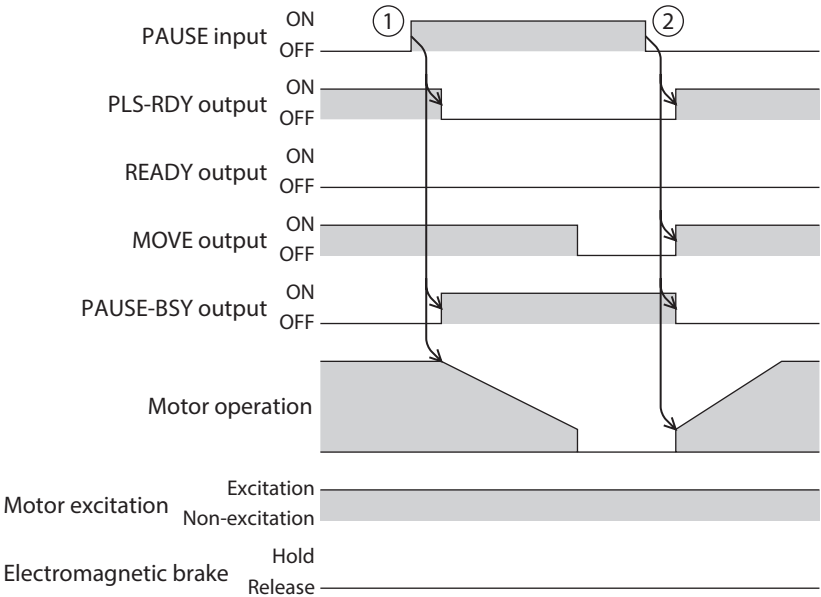 ① ②
PAUSE input ON
OFF
PLS-RDY output ON
OFF
READY output ON
OFF
MOVE output ON
OFF
PAUSE-BSY output ON
OFF
Motor operation
Motor excitation Excitation
Non-excitation
Electromagnetic brake Hold
Release